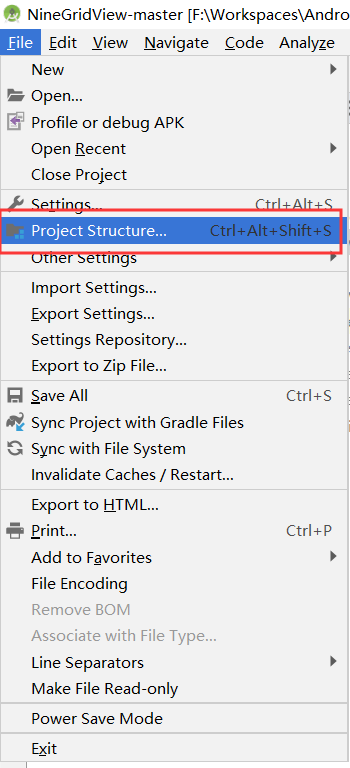 NineGridView-master [F:\Workspaces\Andro
File Edit View Navigate Code Analyze
New
Open...
Profile or debug APK
Open Recent
Close Project
Settings... Ctrl+Alt+S
Project Structure... Ctrl+Alt+Shift+S
Other Settings
Import Settings...
Export Settings...
Settings Repository...
Export to Zip File...
Save All Ctrl+S
Sync Project with Gradle Files
Sync with File System
Invalidate Caches / Restart...
Export to HTML...
Print... Ctrl+P
Add to Favorites
File Encoding
Remove BOM
Associate with File Type...
Line Separators
Make File Read-only
Power Save Mode
Exit